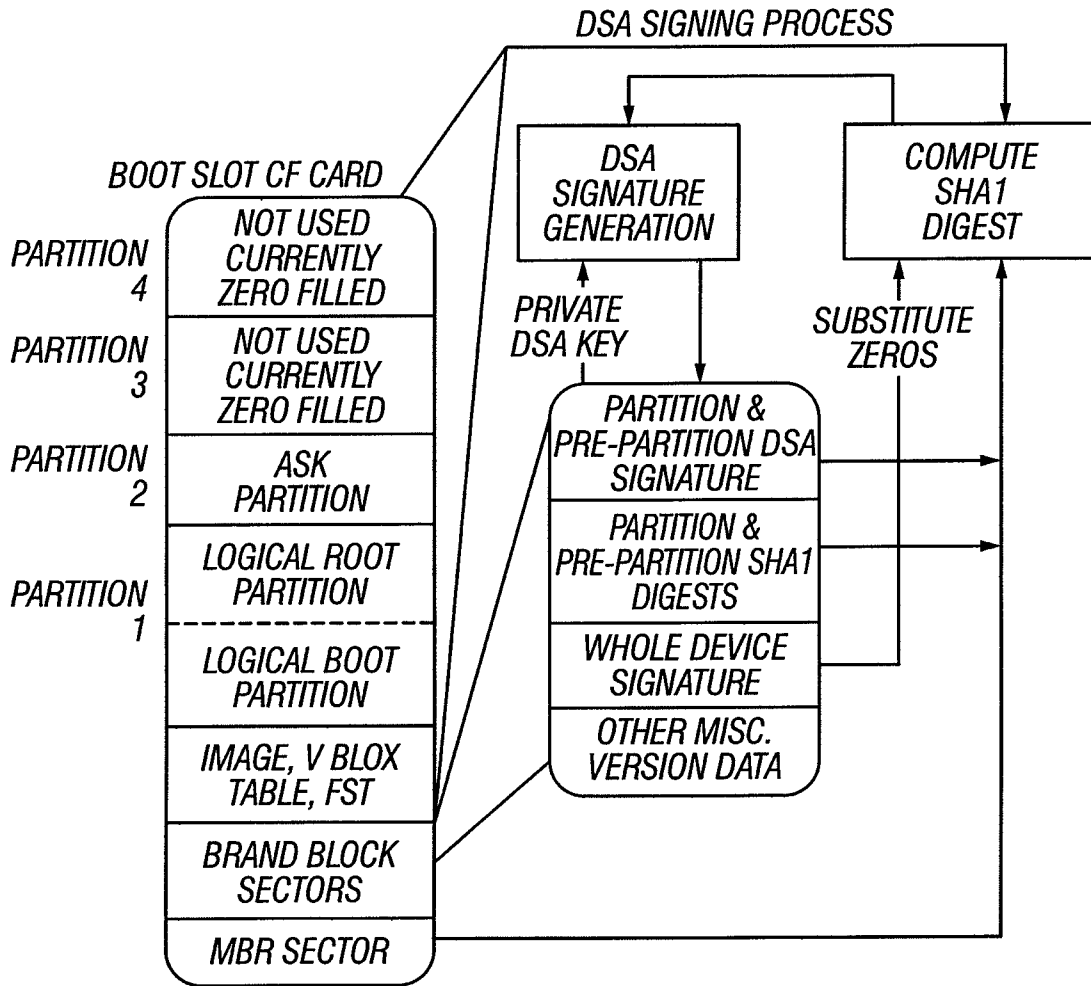 DSA SIGNING PROCESS
BOOT SLOT CF CARD
PARTITION
4
NOT USED
CURRENTLY
ZERO FILLED
PARTITION
3
NOT USED
CURRENTLY
ZERO FILLED
PARTITION
2
ASK
PARTITION
PARTITION
1
LOGICAL ROOT
PARTITION
LOGICAL BOOT
PARTITION
IMAGE, V BLOX
TABLE, FST
BRAND BLOCK
SECTORS
MBR SECTOR
DSA
SIGNATURE
GENERATION
COMPUTE
SHA1
DIGEST
PRIVATE
DSA KEY
SUBSTITUTE
ZEROS
PARTITION &
PRE-PARTITION DSA
SIGNATURE
PARTITION &
PRE-PARTITION SHA1
DIGESTS
WHOLE DEVICE
SIGNATURE
OTHER MISC.
VERSION DATA